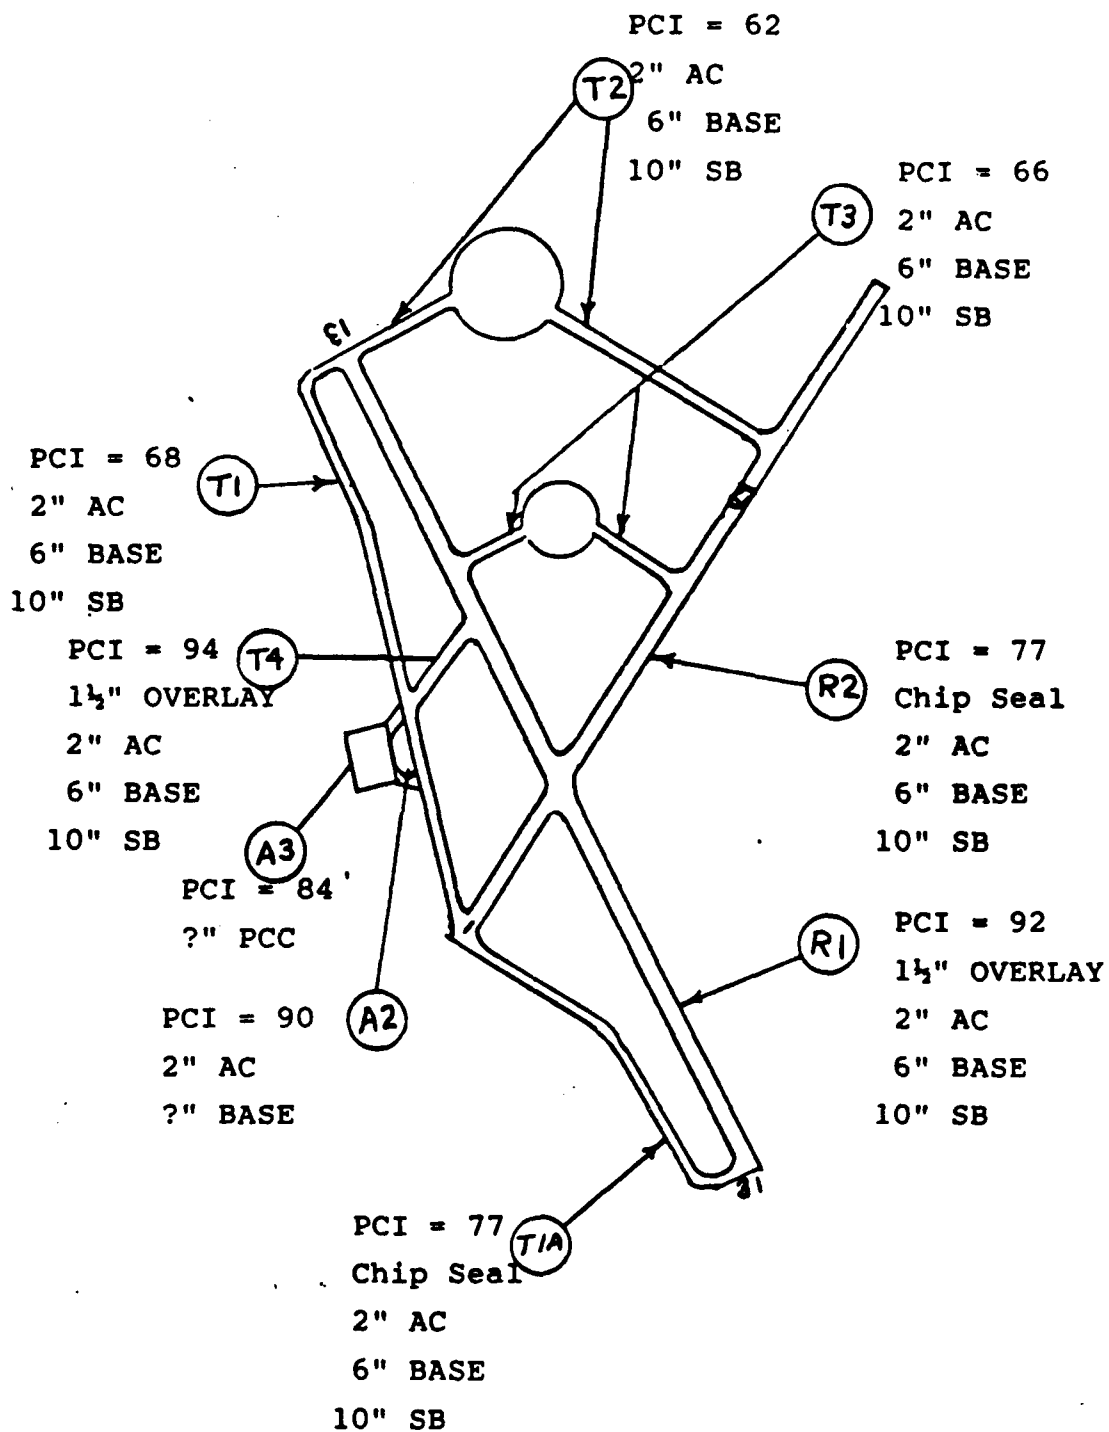 PCI = 62
T2
2" AC
6" BASE
10" SB
PCI = 66
T3
2" AC
6" BASE
10" SB
13
PCI = 68
T1
2" AC
6" BASE
10" SB
PCI = 94
T4
1½" OVERLAY
2" AC
6" BASE
10" SB
PCI = 77
R2
Chip Seal
2" AC
6" BASE
10" SB
A3
PCI = 84
?" PCC
PCI = 92
R1
1½" OVERLAY
2" AC
6" BASE
10" SB
PCI = 90
A2
2" AC
?" BASE
PCI = 77
T1A
Chip Seal
2" AC
6" BASE
10" SB